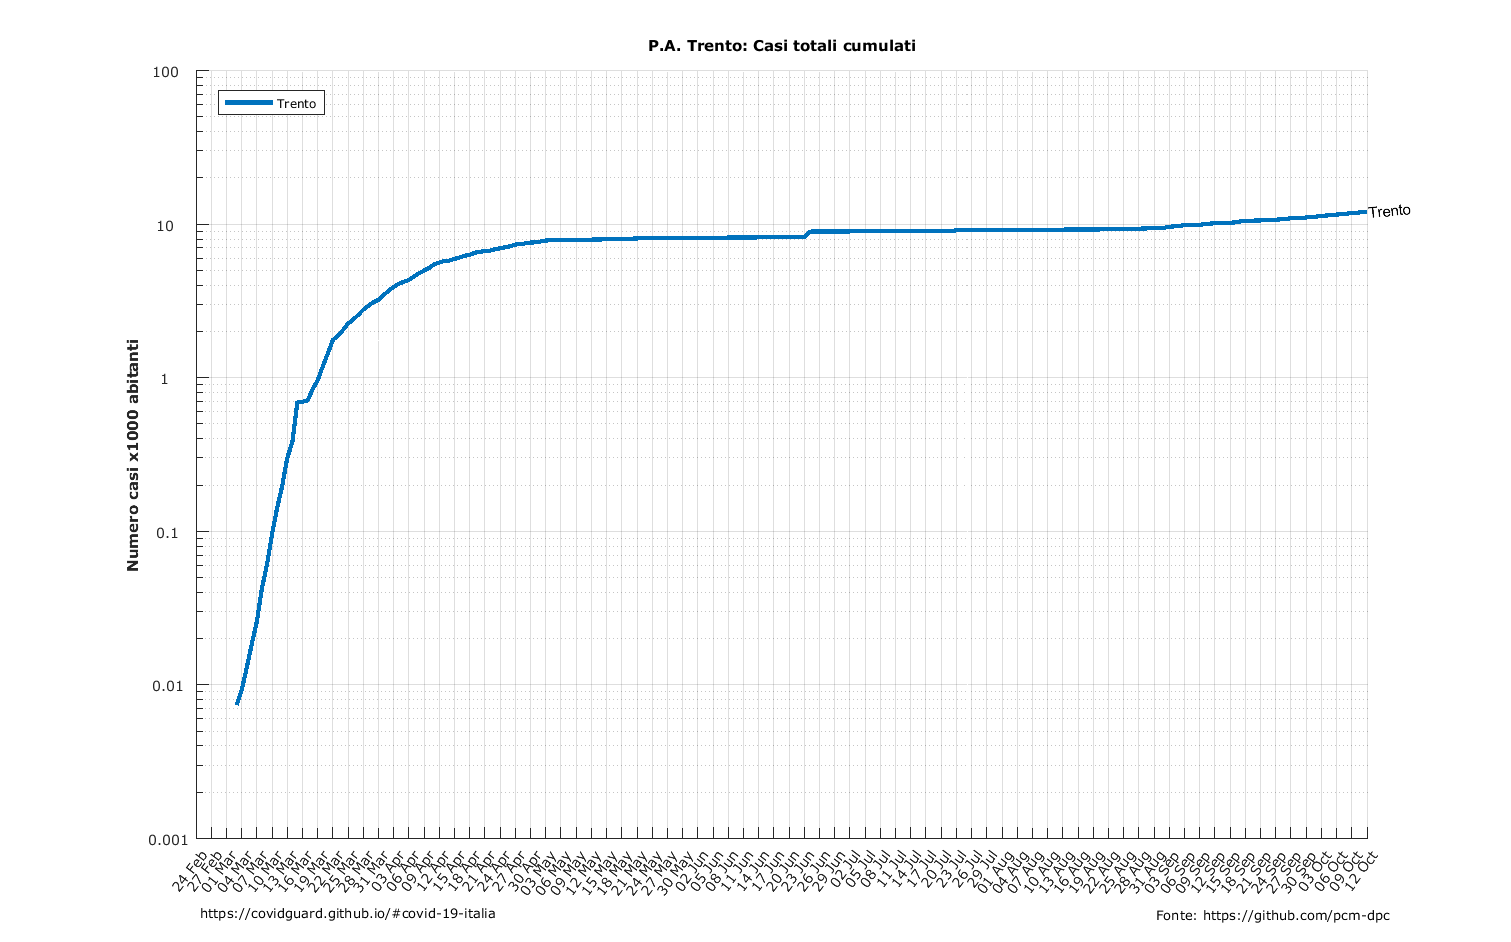 P.A. Trento: Casi totali cumulati
100
10
1
0.1
0.01
0.001
Numero casi x1000 abitanti
Trento
Trento
24 Feb
27 Feb
01 Mar
04 Mar
07 Mar
10 Mar
13 Mar
16 Mar
19 Mar
22 Mar
25 Mar
28 Mar
31 Mar
03 Apr
06 Apr
09 Apr
12 Apr
15 Apr
18 Apr
21 Apr
24 Apr
27 Apr
30 Apr
03 May
06 May
09 May
12 May
15 May
18 May
21 May
24 May
27 May
30 May
02 Jun
05 Jun
08 Jun
11 Jun
14 Jun
17 Jun
20 Jun
23 Jun
26 Jun
29 Jun
02 Jul
05 Jul
08 Jul
11 Jul
14 Jul
17 Jul
20 Jul
23 Jul
26 Jul
29 Jul
01 Aug
04 Aug
07 Aug
10 Aug
13 Aug
16 Aug
19 Aug
22 Aug
25 Aug
28 Aug
31 Aug
03 Sep
06 Sep
09 Sep
12 Sep
15 Sep
18 Sep
21 Sep
24 Sep
27 Sep
30 Sep
03 Oct
06 Oct
09 Oct
12 Oct
https://covidguard.github.io/#covid-19-italia
Fonte: https://github.com/pcm-dpc